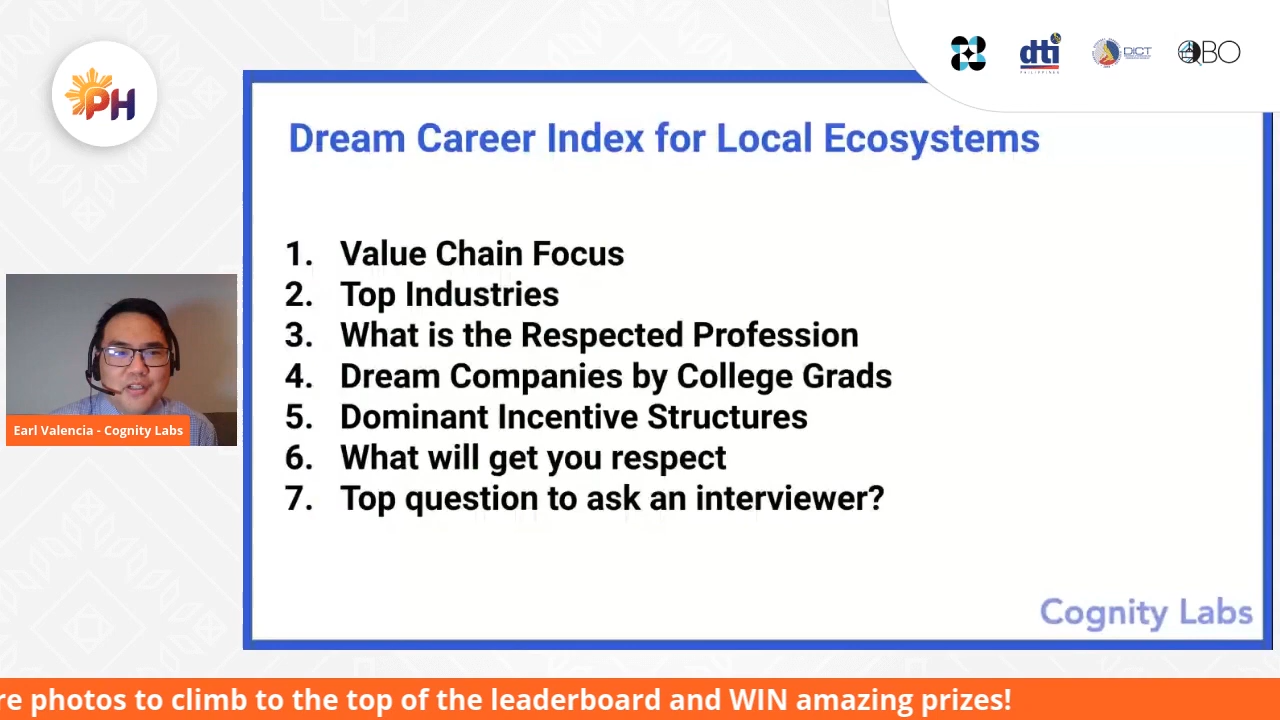 PH
dti
PHILIPPINES
DICT
QBO
Dream Career Index for Local Ecosystems
1. Value Chain Focus
2. Top Industries
3. What is the Respected Profession
4. Dream Companies by College Grads
5. Dominant Incentive Structures
6. What will get you respect
7. Top question to ask an interviewer?
Earl Valencia - Cognity Labs
Cognity Labs
re photos to climb to the top of the leaderboard and WIN amazing prizes!